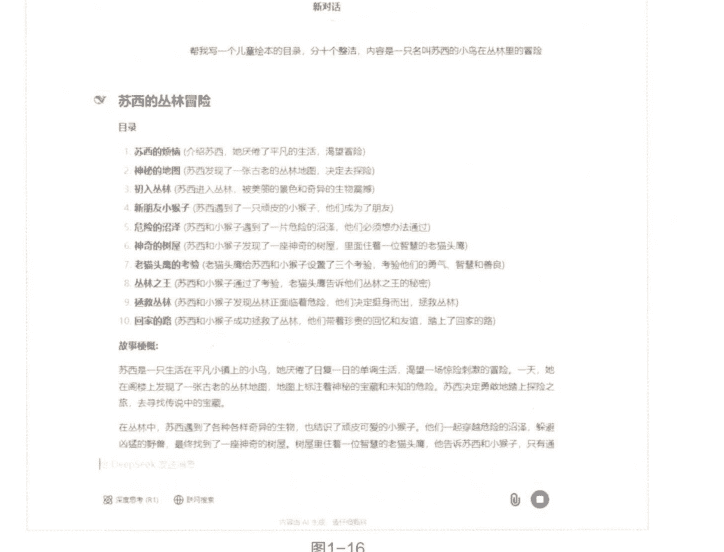 新对话
帮我写一个儿童绘本的目录，分十个整洁，内容是一只名叫苏西的小鸟在丛林里的冒险
苏西的丛林冒险
目录
1. 苏西的烦恼 (介绍苏西，她厌倦了平凡的生活，渴望冒险)
2. 神秘的地图 (苏西发现了一张古老的丛林地图，决定去探险)
3. 初入丛林 (苏西进入丛林，被美丽的景色和奇异的生物震撼)
4. 新朋友小猴子 (苏西遇到了一只顽皮的小猴子，他们成为了朋友)
5. 危险的沼泽 (苏西和小猴子遇到了一片危险的沼泽，他们必须想办法通过)
6. 神奇的树屋 (苏西和小猴子发现了一座神奇的树屋，里面住着一位智慧的老猫头鹰)
7. 老猫头鹰的考验 (老猫头鹰给苏西和小猴子设置了三个考验，考验他们的勇气、智慧和善良)
8. 丛林之王 (苏西和小猴子通过了考验，老猫头鹰告诉他们丛林之王的秘密)
9. 拯救丛林 (苏西和小猴子发现丛林正面临着危险，他们决定挺身而出，拯救丛林)
10. 回家的路 (苏西和小猴子成功拯救了丛林，他们带着珍贵的回忆和友谊，踏上了回家的路)
故事梗概:
苏西是一只生活在平凡小镇上的小鸟，她厌倦了日复一日的单调生活，渴望一场惊险刺激的冒险。一天，她
在阁楼上发现了一张古老的丛林地图，地图上标注着神秘的宝藏和未知的危险。苏西决定勇敢地踏上探险之
旅，去寻找传说中的宝藏。
在丛林中，苏西遇到了各种各样奇异的生物，也结识了顽皮可爱的小猴子。他们一起穿越危险的沼泽，躲避
凶猛的野兽，最终找到了一座神奇的树屋。树屋里住着一位智慧的老猫头鹰，他告诉苏西和小猴子，只有通
给 DeepSeek 发送消息
深度思考 (R1) 联网搜索
内容由 AI 生成，请仔细甄别
图1-16